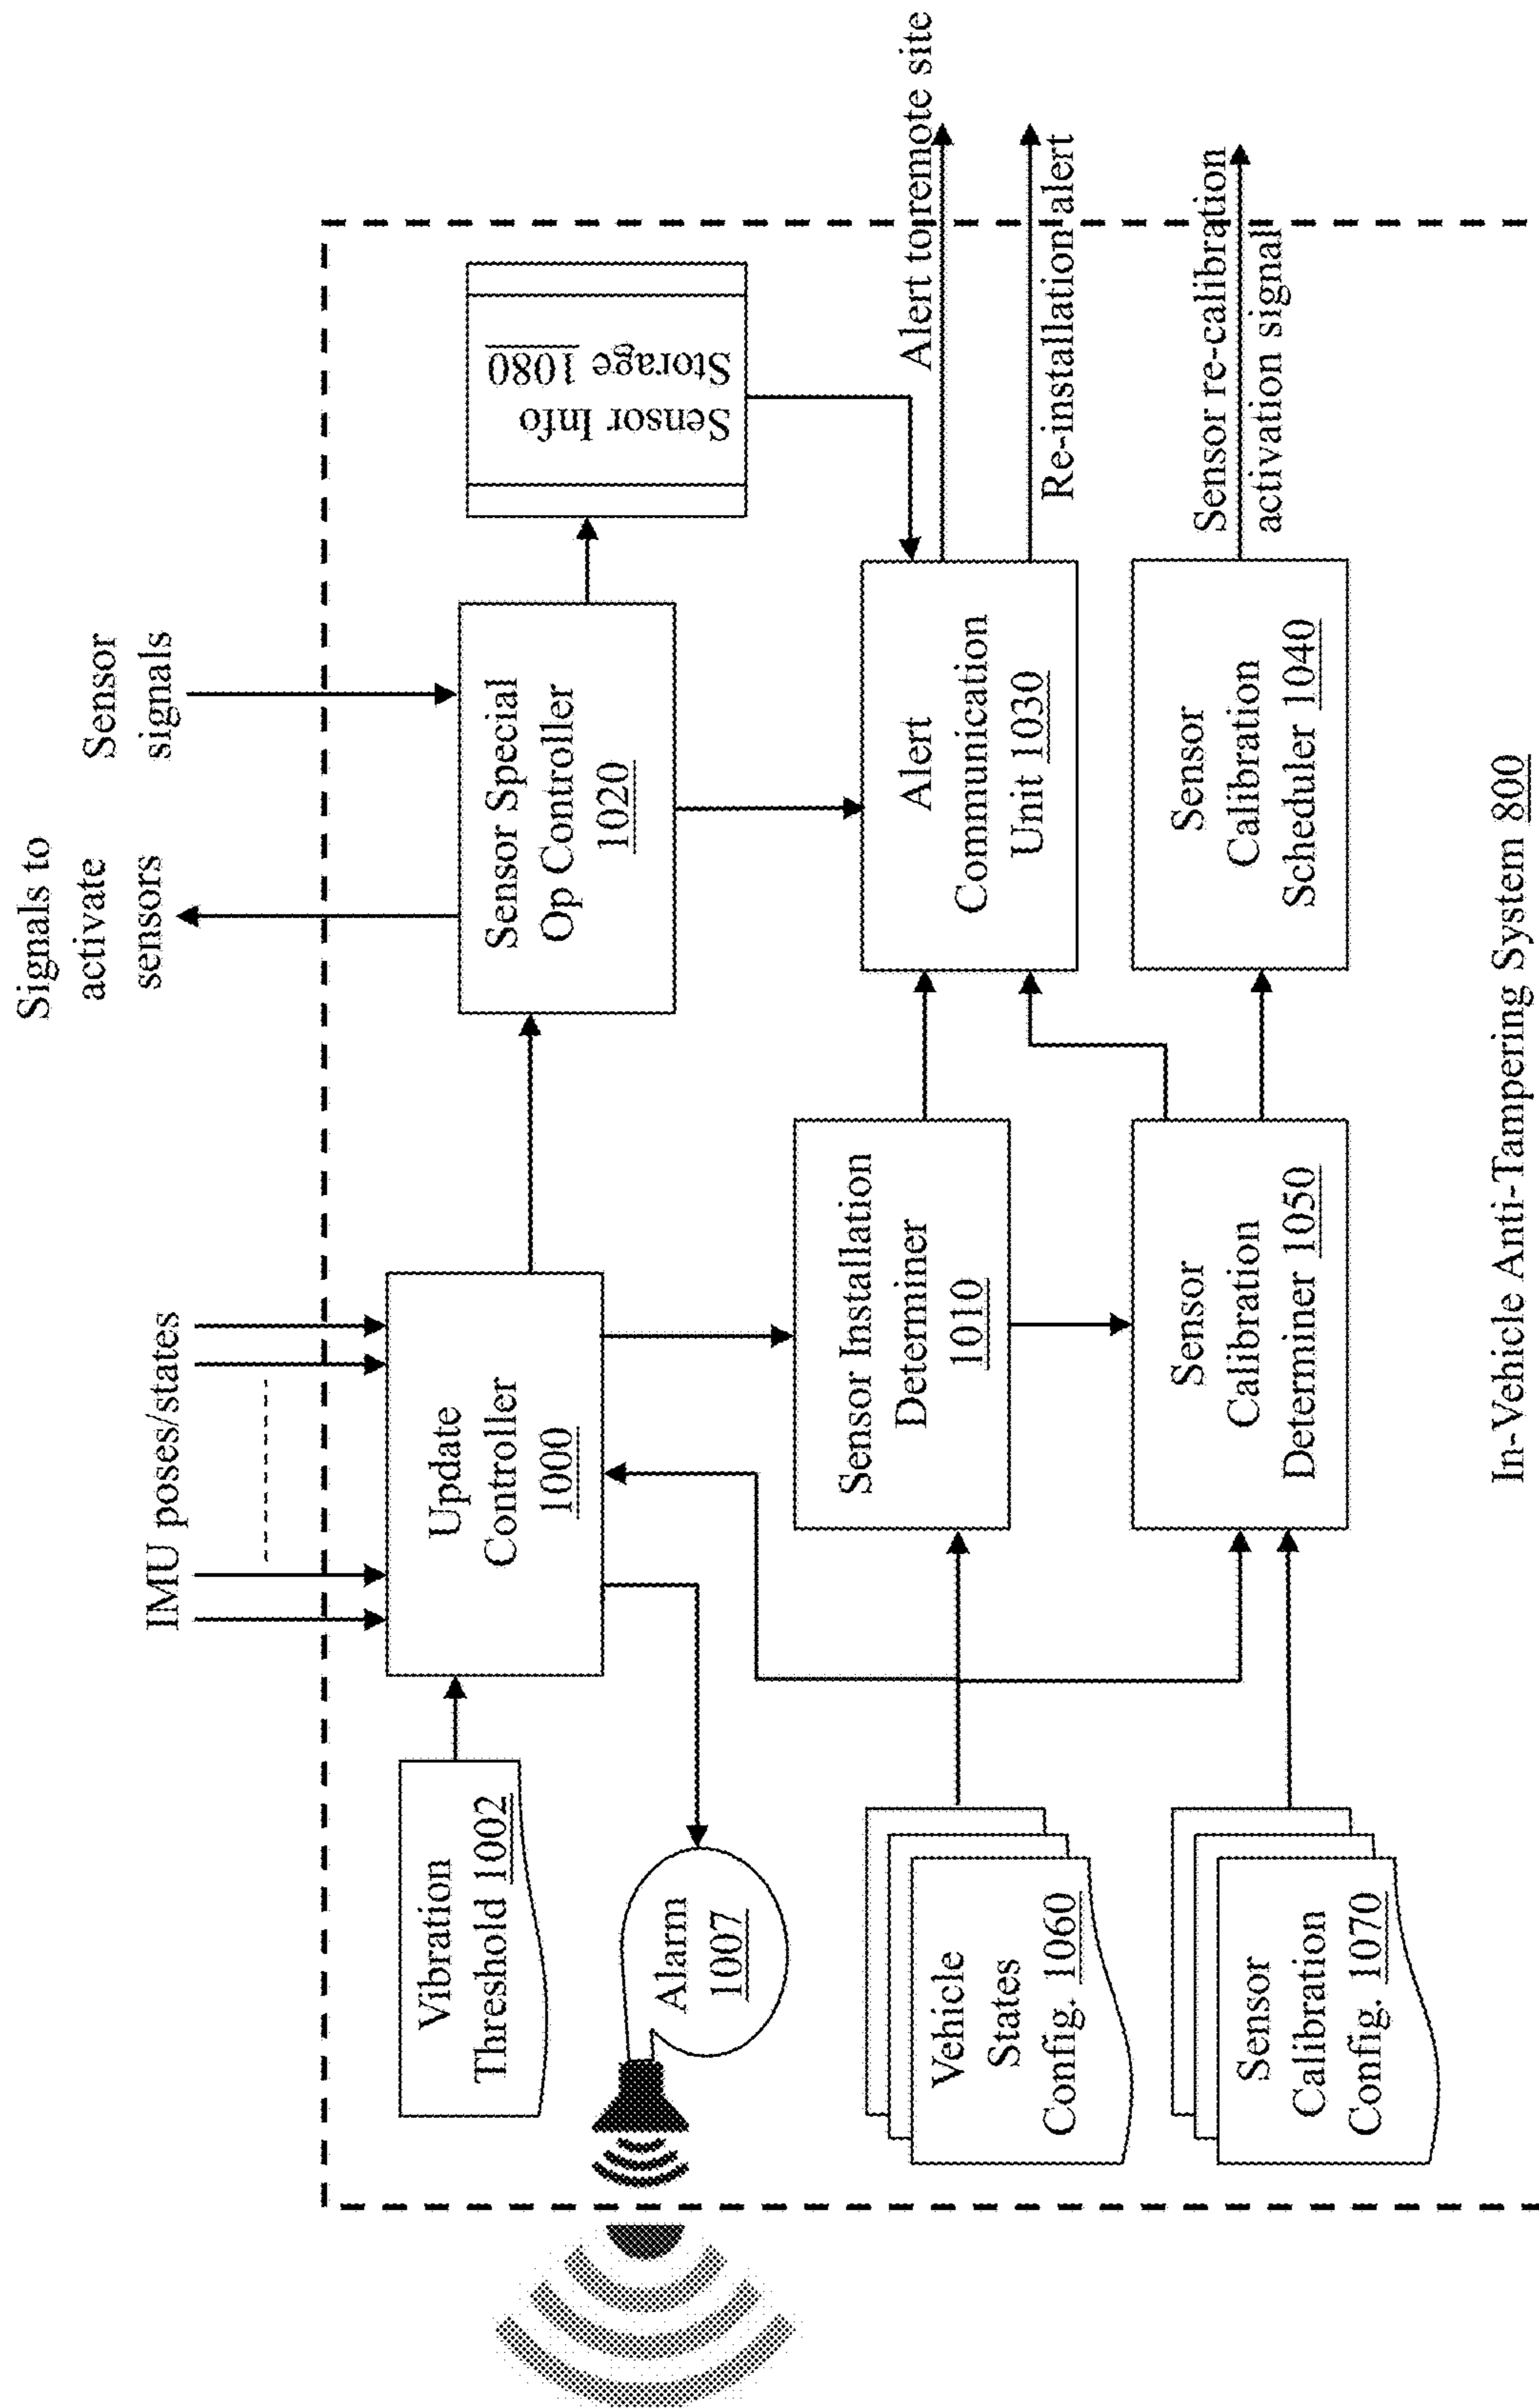 Signals to
activate
sensors
Sensor
signals
IMU poses/states
Vibration
Threshold 1002
Update
Controller
1000
Sensor Special
Op Controller
1020
Sensor Info
Storage 1080
Alarm
1007
Alert to remote site
Re-installation alert
Vehicle
States
Config. 1060
Sensor Installation
Determiner
1010
Alert
Communication
Unit 1030
Sensor
Calibration
Config. 1070
Sensor
Calibration
Determiner 1050
Sensor
Calibration
Scheduler 1040
Sensor re-calibration
activation signal
In-Vehicle Anti-Tampering System 800